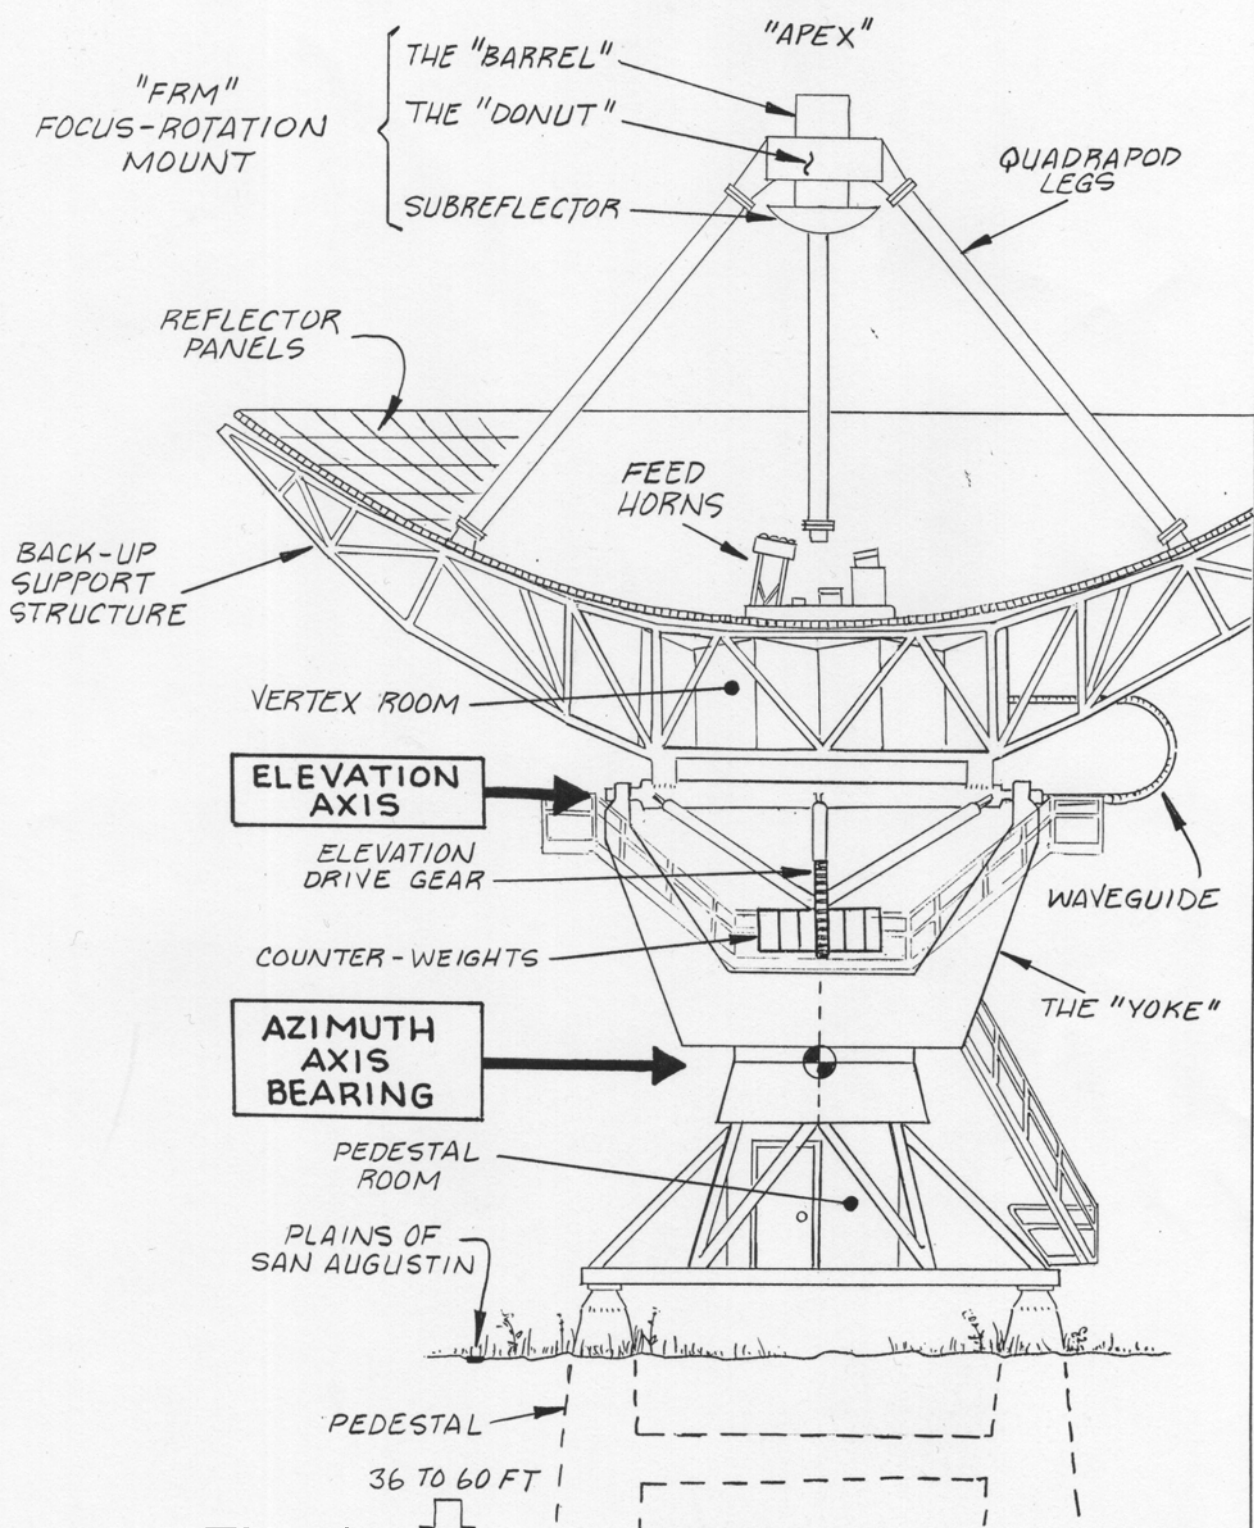 "APEX"
"FRM"
FOCUS-ROTATION
MOUNT
THE "BARREL"
THE "DONUT"
SUBREFLECTOR
QUADRAPOD
LEGS
REFLECTOR
PANELS
FEED
HORNS
BACK-UP
SUPPORT
STRUCTURE
VERTEX ROOM
ELEVATION
AXIS
ELEVATION
DRIVE GEAR
WAVEGUIDE
COUNTER-WEIGHTS
THE "YOKE"
AZIMUTH
AXIS
BEARING
PEDESTAL
ROOM
PLAINS OF
SAN AUGUSTIN
PEDESTAL
36 TO 60 FT